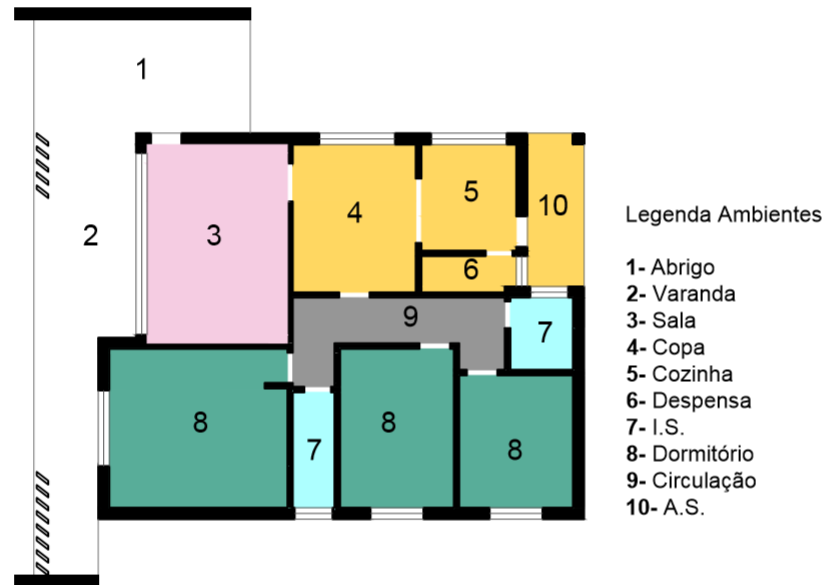 1
4
5
10
2
3
6
9
7
8
7
8
8
Legenda Ambientes
1- Abrigo
2- Varanda
3- Sala
4- Copa
5- Cozinha
6- Despensa
7- I.S.
8- Dormitório
9- Circulação
10- A.S.